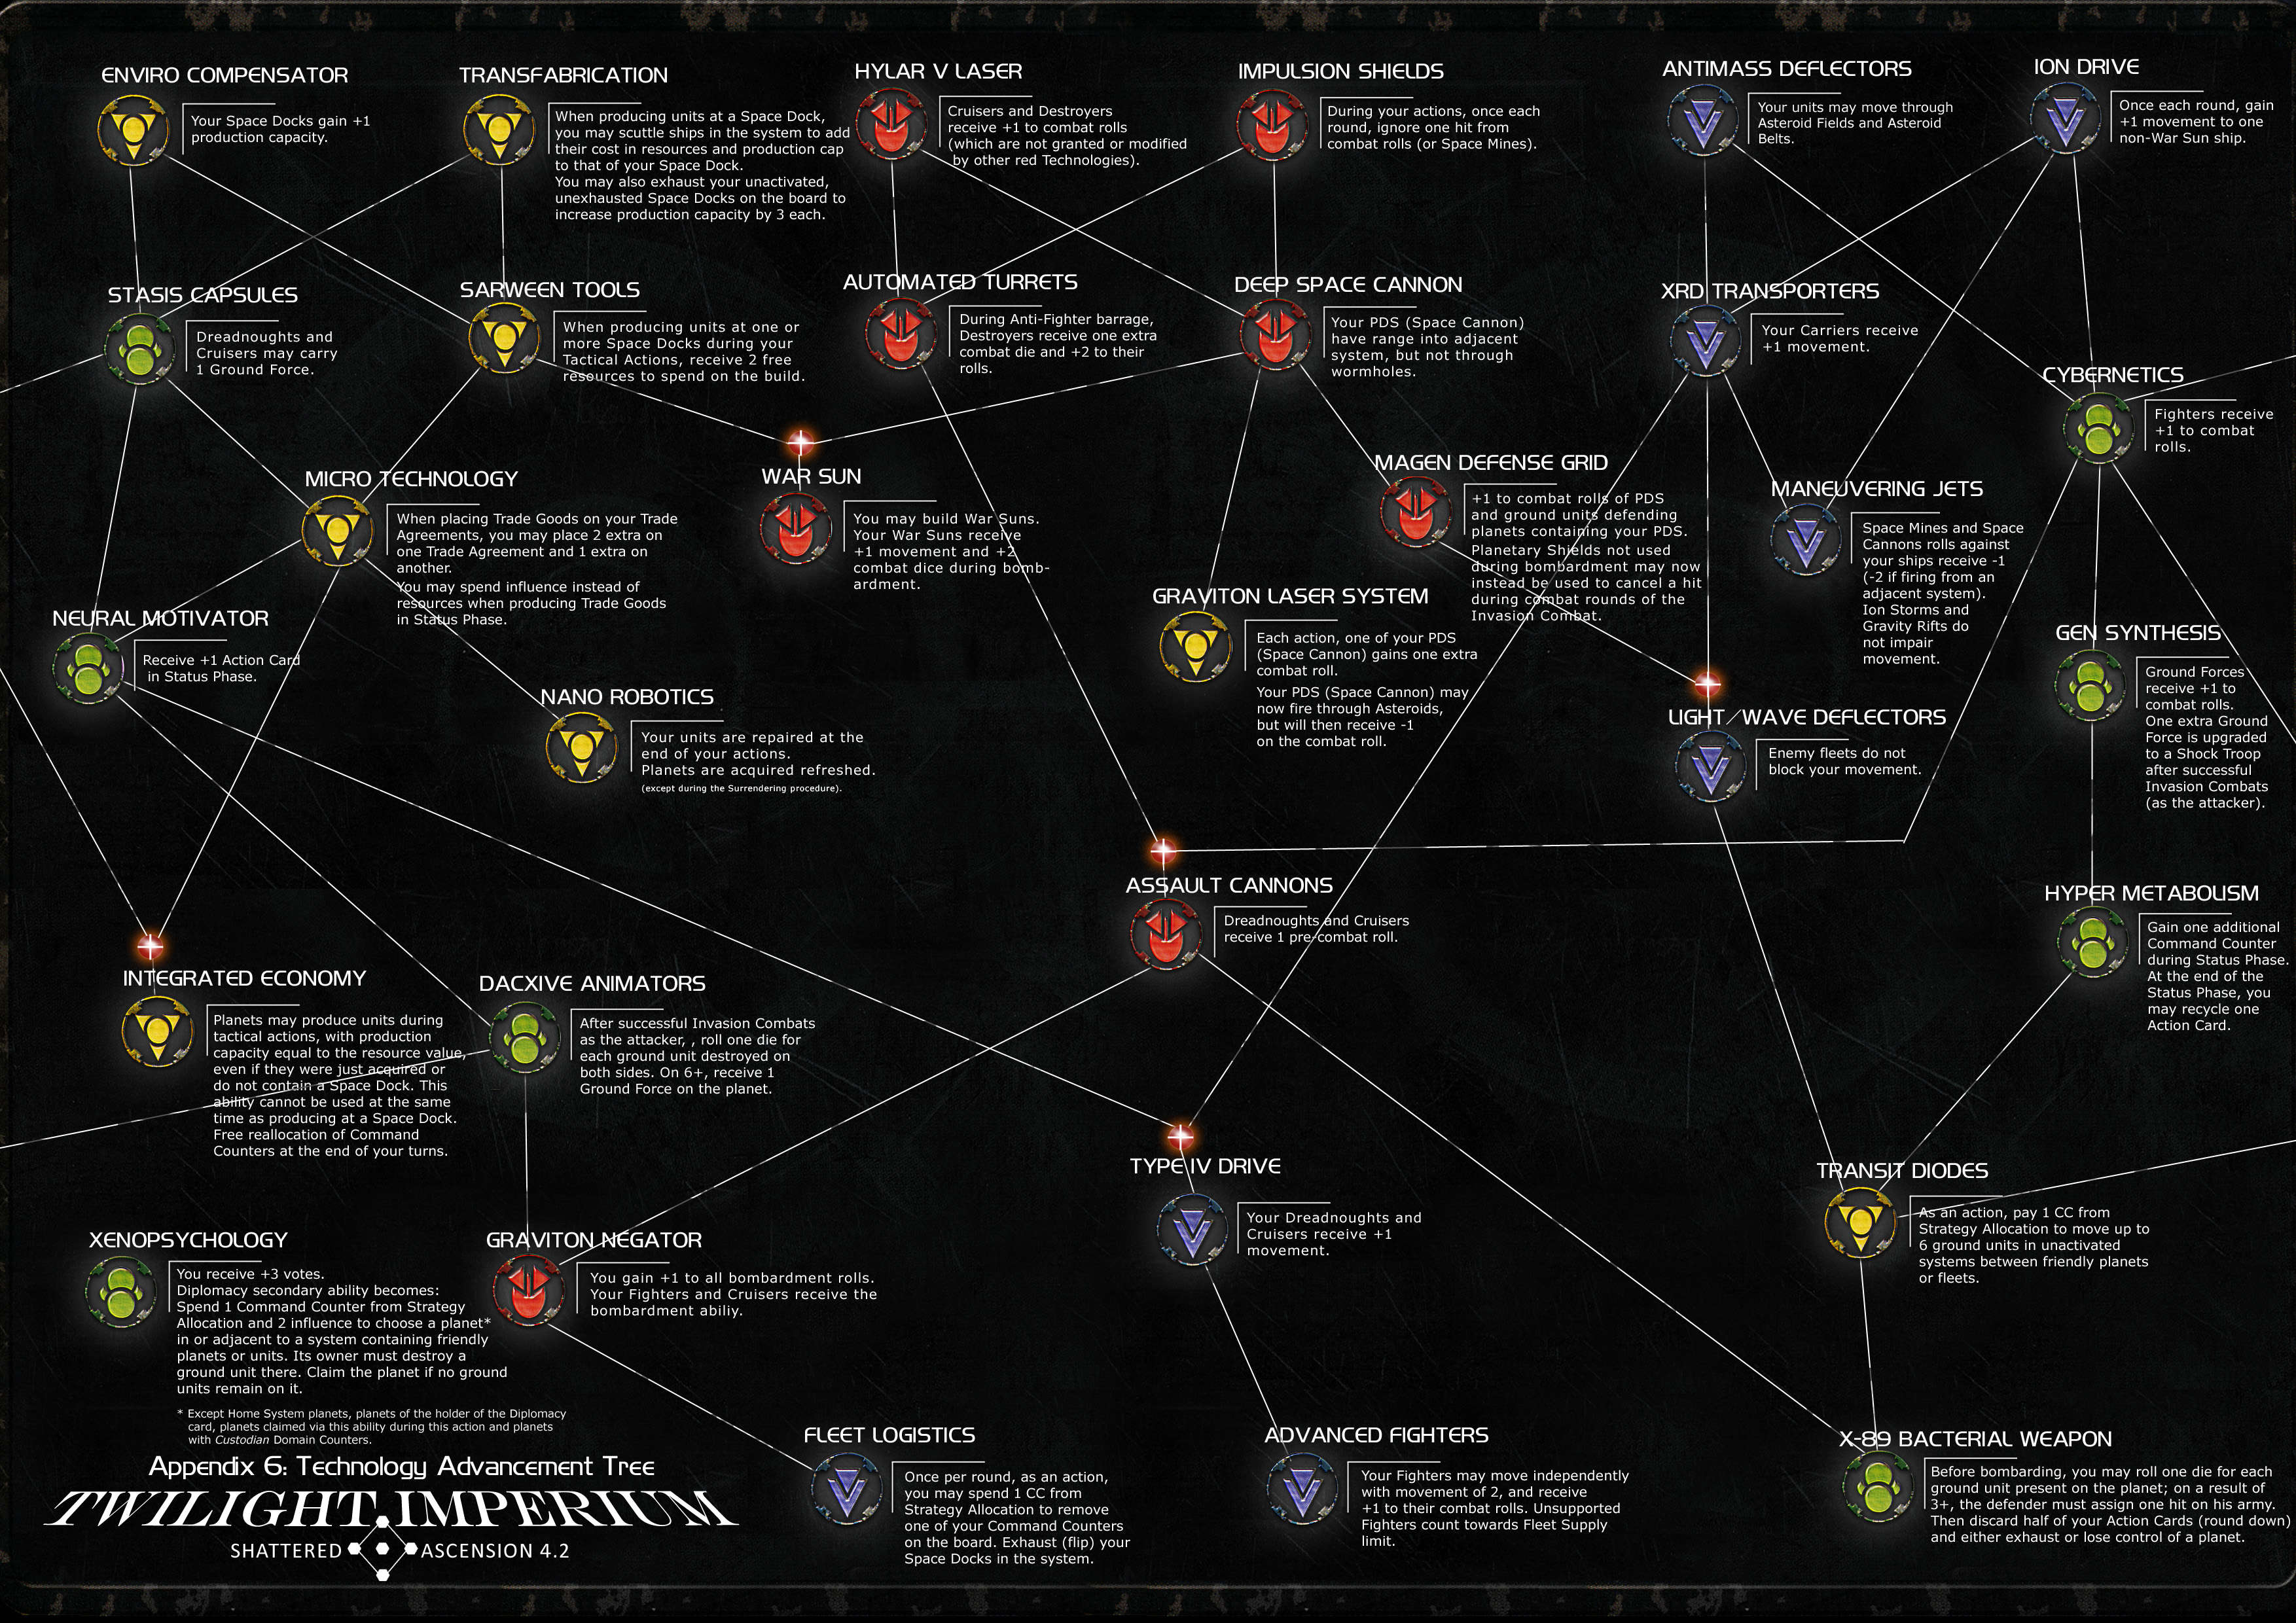 ENVIRO COMPENSATOR
Your Space Docks gain +1
production capacity.
TRANSFABRICATION
When producing units at a Space Dock,
you may scuttle ships in the system to add
their cost in resources and production cap
to that of your Space Dock.
You may also exhaust your unactivated,
unexhausted Space Docks on the board to
increase production capacity by 3 each.
HYLAR V LASER
Cruisers and Destroyers
receive +1 to combat rolls
(which are not granted or modified
by other red Technologies).
IMPULSION SHIELDS
During your actions, once each
round, ignore one hit from
combat rolls (or Space Mines).
ANTIMASS DEFLECTORS
Your units may move through
Asteroid Fields and Asteroid
Belts.
ION DRIVE
Once each round, gain
+1 movement to one
non-War Sun ship.
STASIS CAPSULES
Dreadnoughts and
Cruisers may carry
1 Ground Force.
SARWEEN TOOLS
When producing units at one or
more Space Docks during your
Tactical Actions, receive 2 free
resources to spend on the build.
AUTOMATED TURRETS
During Anti-Fighter barrage,
Destroyers receive one extra
combat die and +2 to their
rolls.
DEEP SPACE CANNON
Your PDS (Space Cannon)
have range into adjacent
system, but not through
wormholes.
XRD TRANSPORTERS
Your Carriers receive
+1 movement.
CYBERNETICS
Fighters receive
+1 to combat
rolls.
MICRO TECHNOLOGY
When placing Trade Goods on your Trade
Agreements, you may place 2 extra on
one Trade Agreement and 1 extra on
another.
You may spend influence instead of
resources when producing Trade Goods
in Status Phase.
WAR SUN
You may build War Suns.
Your War Suns receive
+1 movement and +2
combat dice during bomb-
ardment.
MAGEN DEFENSE GRID
+1 to combat rolls of PDS
and ground units defending
planets containing your PDS.
Planetary Shields not used
during bombardment may now
instead be used to cancel a hit
during combat rounds of the
Invasion Combat.
MANEUVERING JETS
Space Mines and Space
Cannons rolls against
your ships receive -1
(-2 if firing from an
adjacent system).
Ion Storms and
Gravity Rifts do
not impair
movement.
NEURAL MOTIVATOR
Receive +1 Action Card
in Status Phase.
GRAVITON LASER SYSTEM
Each action, one of your PDS
(Space Cannon) gains one extra
combat roll.
Your PDS (Space Cannon) may
now fire through Asteroids,
but will then receive -1
on the combat roll.
GEN SYNTHESIS
Ground Forces
receive +1 to
combat rolls.
One extra Ground
Force is upgraded
to a Shock Troop
after successful
Invasion Combats
(as the attacker).
NANO ROBOTICS
Your units are repaired at the
end of your actions.
Planets are acquired refreshed.
(except during the Surrendering procedure).
LIGHT/WAVE DEFLECTORS
Enemy fleets do not
block your movement.
ASSAULT CANNONS
Dreadnoughts and Cruisers
receive 1 pre-combat roll.
HYPER METABOLISM
Gain one additional
Command Counter
during Status Phase.
At the end of the
Status Phase, you
may recycle one
Action Card.
INTEGRATED ECONOMY
Planets may produce units during
tactical actions, with production
capacity equal to the resource value,
even if they were just acquired or
do not contain a Space Dock. This
ability cannot be used at the same
time as producing at a Space Dock.
Free reallocation of Command
Counters at the end of your turns.
DACXIVE ANIMATORS
After successful Invasion Combats
as the attacker, , roll one die for
each ground unit destroyed on
both sides. On 6+, receive 1
Ground Force on the planet.
TYPE IV DRIVE
Your Dreadnoughts and
Cruisers receive +1
movement.
TRANSIT DIODES
As an action, pay 1 CC from
Strategy Allocation to move up to
6 ground units in unactivated
systems between friendly planets
or fleets.
XENOPSYCHOLOGY
You receive +3 votes.
Diplomacy secondary ability becomes:
Spend 1 Command Counter from Strategy
Allocation and 2 influence to choose a planet*
in or adjacent to a system containing friendly
planets or units. Its owner must destroy a
ground unit there. Claim the planet if no ground
units remain on it.
* Except Home System planets, planets of the holder of the Diplomacy
card, planets claimed via this ability during this action and planets
with Custodian Domain Counters.
GRAVITON NEGATOR
You gain +1 to all bombardment rolls.
Your Fighters and Cruisers receive the
bombardment abiliy.
FLEET LOGISTICS
Once per round, as an action,
you may spend 1 CC from
Strategy Allocation to remove
one of your Command Counters
on the board. Exhaust (flip) your
Space Docks in the system.
ADVANCED FIGHTERS
Your Fighters may move independently
with movement of 2, and receive
+1 to their combat rolls. Unsupported
Fighters count towards Fleet Supply
limit.
X-89 BACTERIAL WEAPON
Before bombarding, you may roll one die for each
ground unit present on the planet; on a result of
3+, the defender must assign one hit on his army.
Then discard half of your Action Cards (round down)
and either exhaust or lose control of a planet.
Appendix 6: Technology Advancement Tree
TWILIGHT IMPERIUM
SHATTERED ASCENSION 4.2